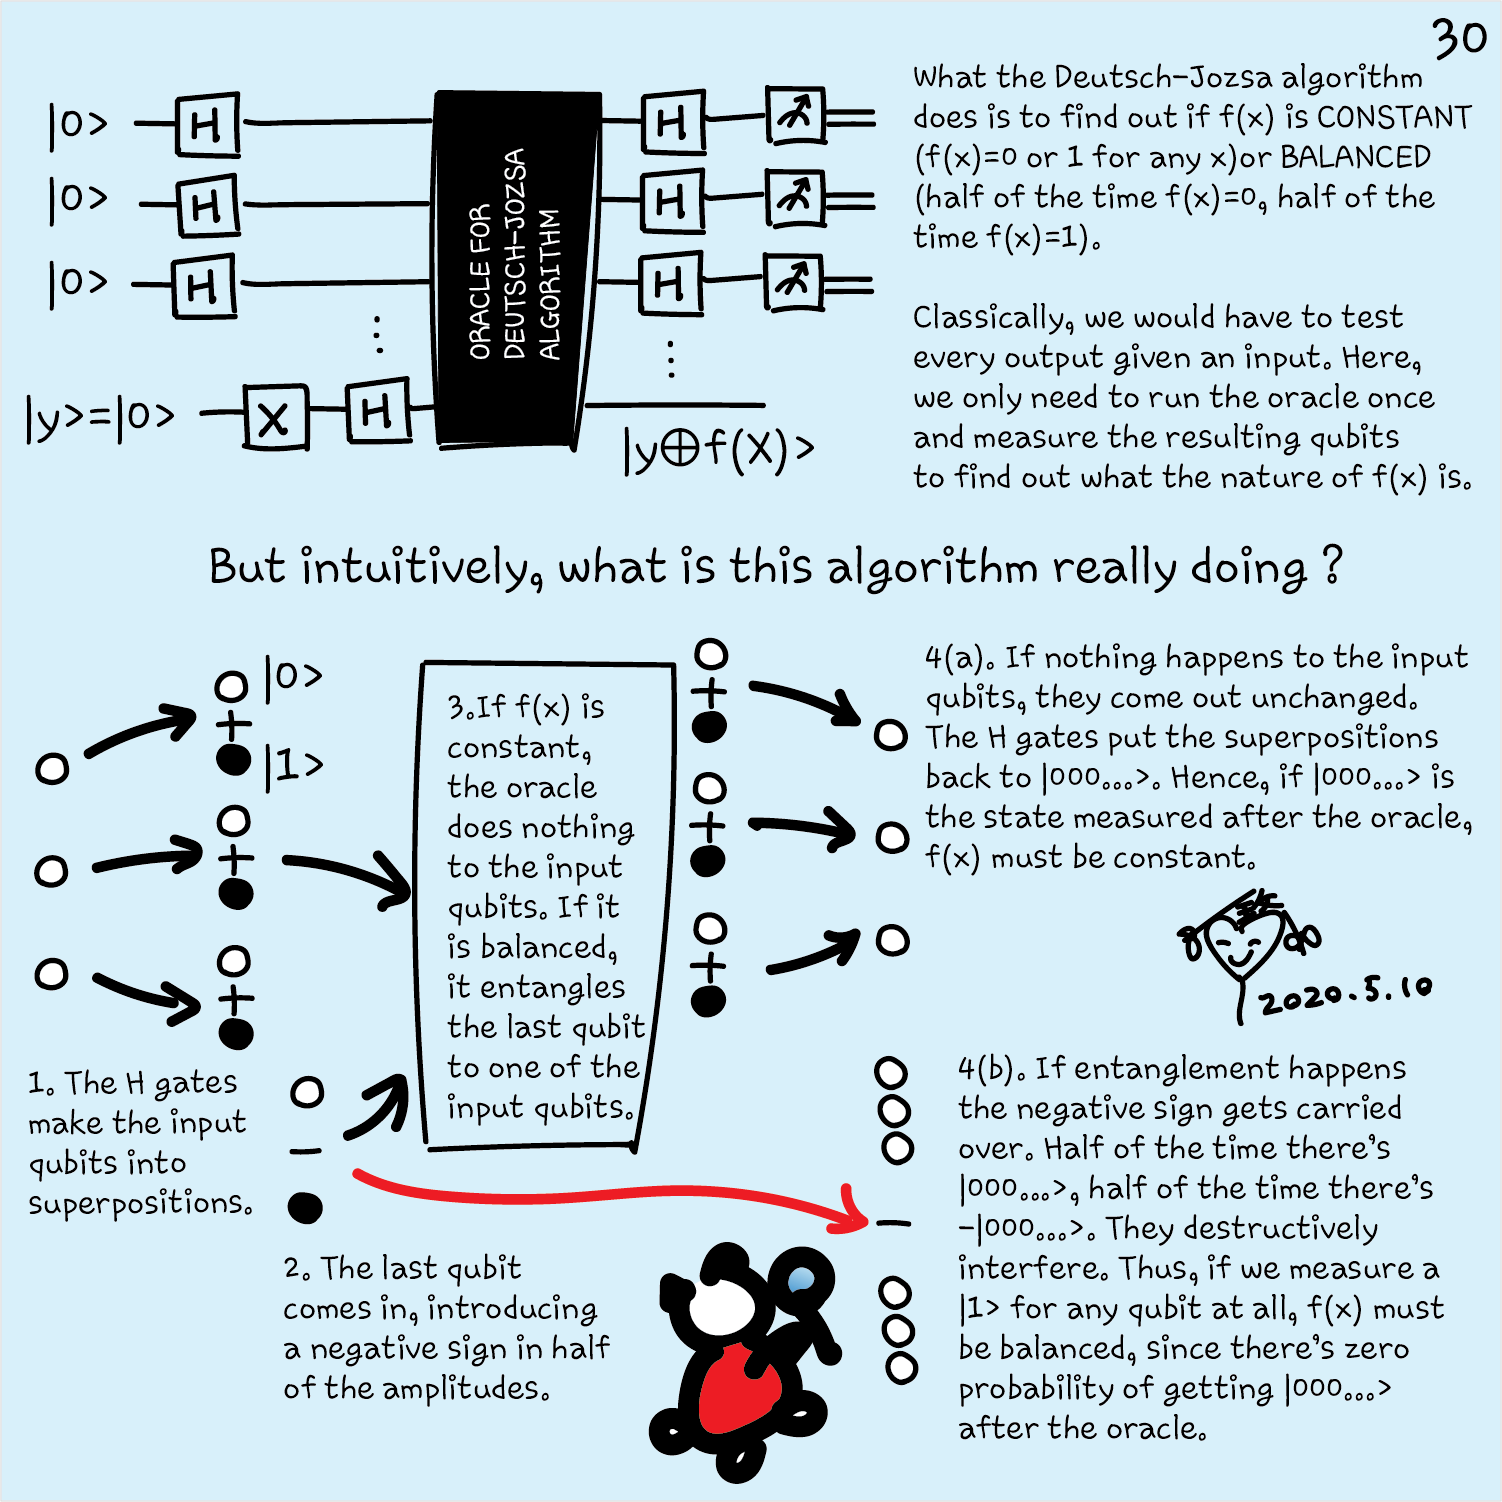 30
|0> H H
|0> H H
|0> H H
|y>=|0> X H
ORACLE FOR
DEUTSCH-JOZSA
ALGORITHM
|y⊕f(X)>
What the Deutsch-Jozsa algorithm
does is to find out if f(x) is CONSTANT
(f(x)=0 or 1 for any x)or BALANCED
(half of the time f(x)=0, half of the
time f(x)=1).
Classically, we would have to test
every output given an input. Here,
we only need to run the oracle once
and measure the resulting qubits
to find out what the nature of f(x) is.
But intuitively, what is this algorithm really doing ?
|0>
+
|1>
+
+
1. The H gates
make the input
qubits into
superpositions.
–
2. The last qubit
comes in, introducing
a negative sign in half
of the amplitudes.
3.If f(x) is
constant,
the oracle
does nothing
to the input
qubits. If it
is balanced,
it entangles
the last qubit
to one of the
input qubits.
+
+
+
4(a). If nothing happens to the input
qubits, they come out unchanged.
The H gates put the superpositions
back to |000...>. Hence, if |000...> is
the state measured after the oracle,
f(x) must be constant.
2020.5.10
–
4(b). If entanglement happens
the negative sign gets carried
over. Half of the time there's
|000...>, half of the time there's
-|000...>. They destructively
interfere. Thus, if we measure a
|1> for any qubit at all, f(x) must
be balanced, since there's zero
probability of getting |000...>
after the oracle.